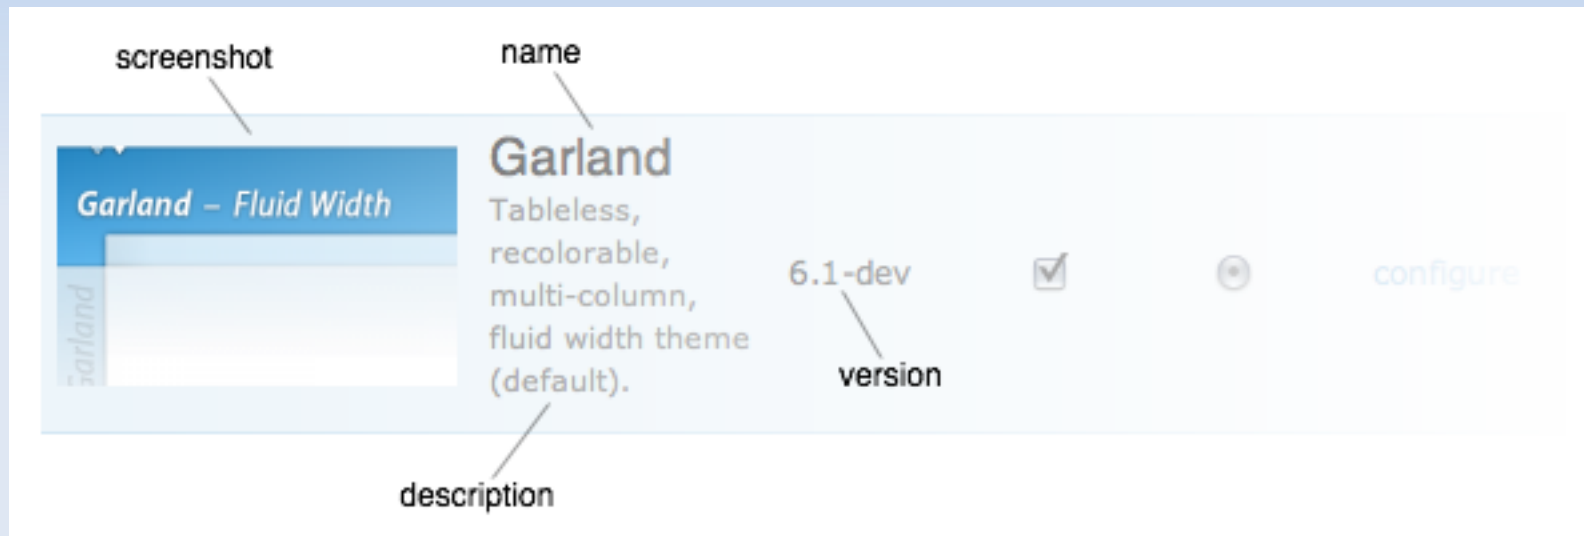 screenshot
name
Garland – Fluid Width
Garland
Garland
Tableless,
recolorable,
multi-column,
fluid width theme
(default).
6.1-dev
configure
version
description